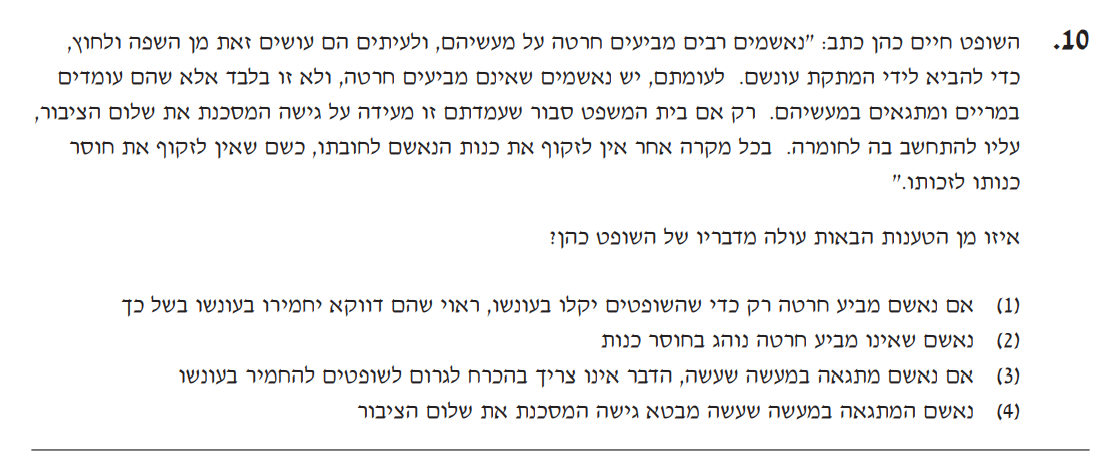 10. השופט חיים כהן כתב: "נאשמים רבים מביעים חרטה על מעשיהם, ולעיתים הם עושים זאת מן השפה ולחוץ,
כדי להביא לידי המתקת עונשם. לעומתם, יש נאשמים שאינם מביעים חרטה, ולא זו בלבד אלא שהם עומדים
במריים ומתגאים במעשיהם. רק אם בית המשפט סבור שעמדתם זו מעידה על גישה המסכנת את שלום הציבור,
עליו להתחשב בה לחומרה. בכל מקרה אחר אין לזקוף את כנות הנאשם לחובתו, כשם שאין לזקוף את חוסר
כנותו לזכותו."
איזו מן הטענות הבאות עולה מדבריו של השופט כהן?
(1) אם נאשם מביע חרטה רק כדי שהשופטים יקלו בעונשו, ראוי שהם דווקא יחמירו בעונשו בשל כך
(2) נאשם שאינו מביע חרטה נוהג בחוסר כנות
(3) אם נאשם מתגאה במעשה שעשה, הדבר אינו צריך בהכרח לגרום לשופטים להחמיר בעונשו
(4) נאשם המתגאה במעשה שעשה מבטא גישה המסכנת את שלום הציבור